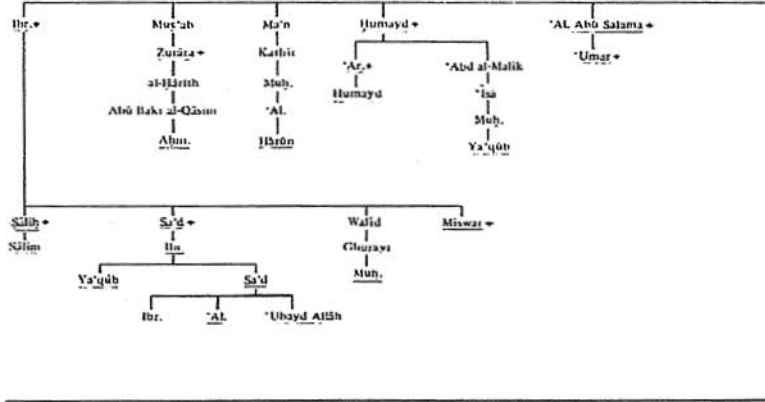 Ibr.+ Muṣ'ab Ma'n Ḥumayd+ 'Al. Abū Salama+
Zurāra+ Kathīr 'Ar.+ 'Abd al-Malik 'Umar+
al-Ḥārith Muḥ. Humayd 'Īsā
Abū Bakr al-Qāsim 'Al. Muḥ.
Aḥm. Hārūn Ya'qūb
Ṣāliḥ+ Sa'd+ Walīd Miswar+
Sālim Ghurayr
Ya'qūb Sa'd Muḥ.
Ibr. 'Al. 'Ubayd Allāh